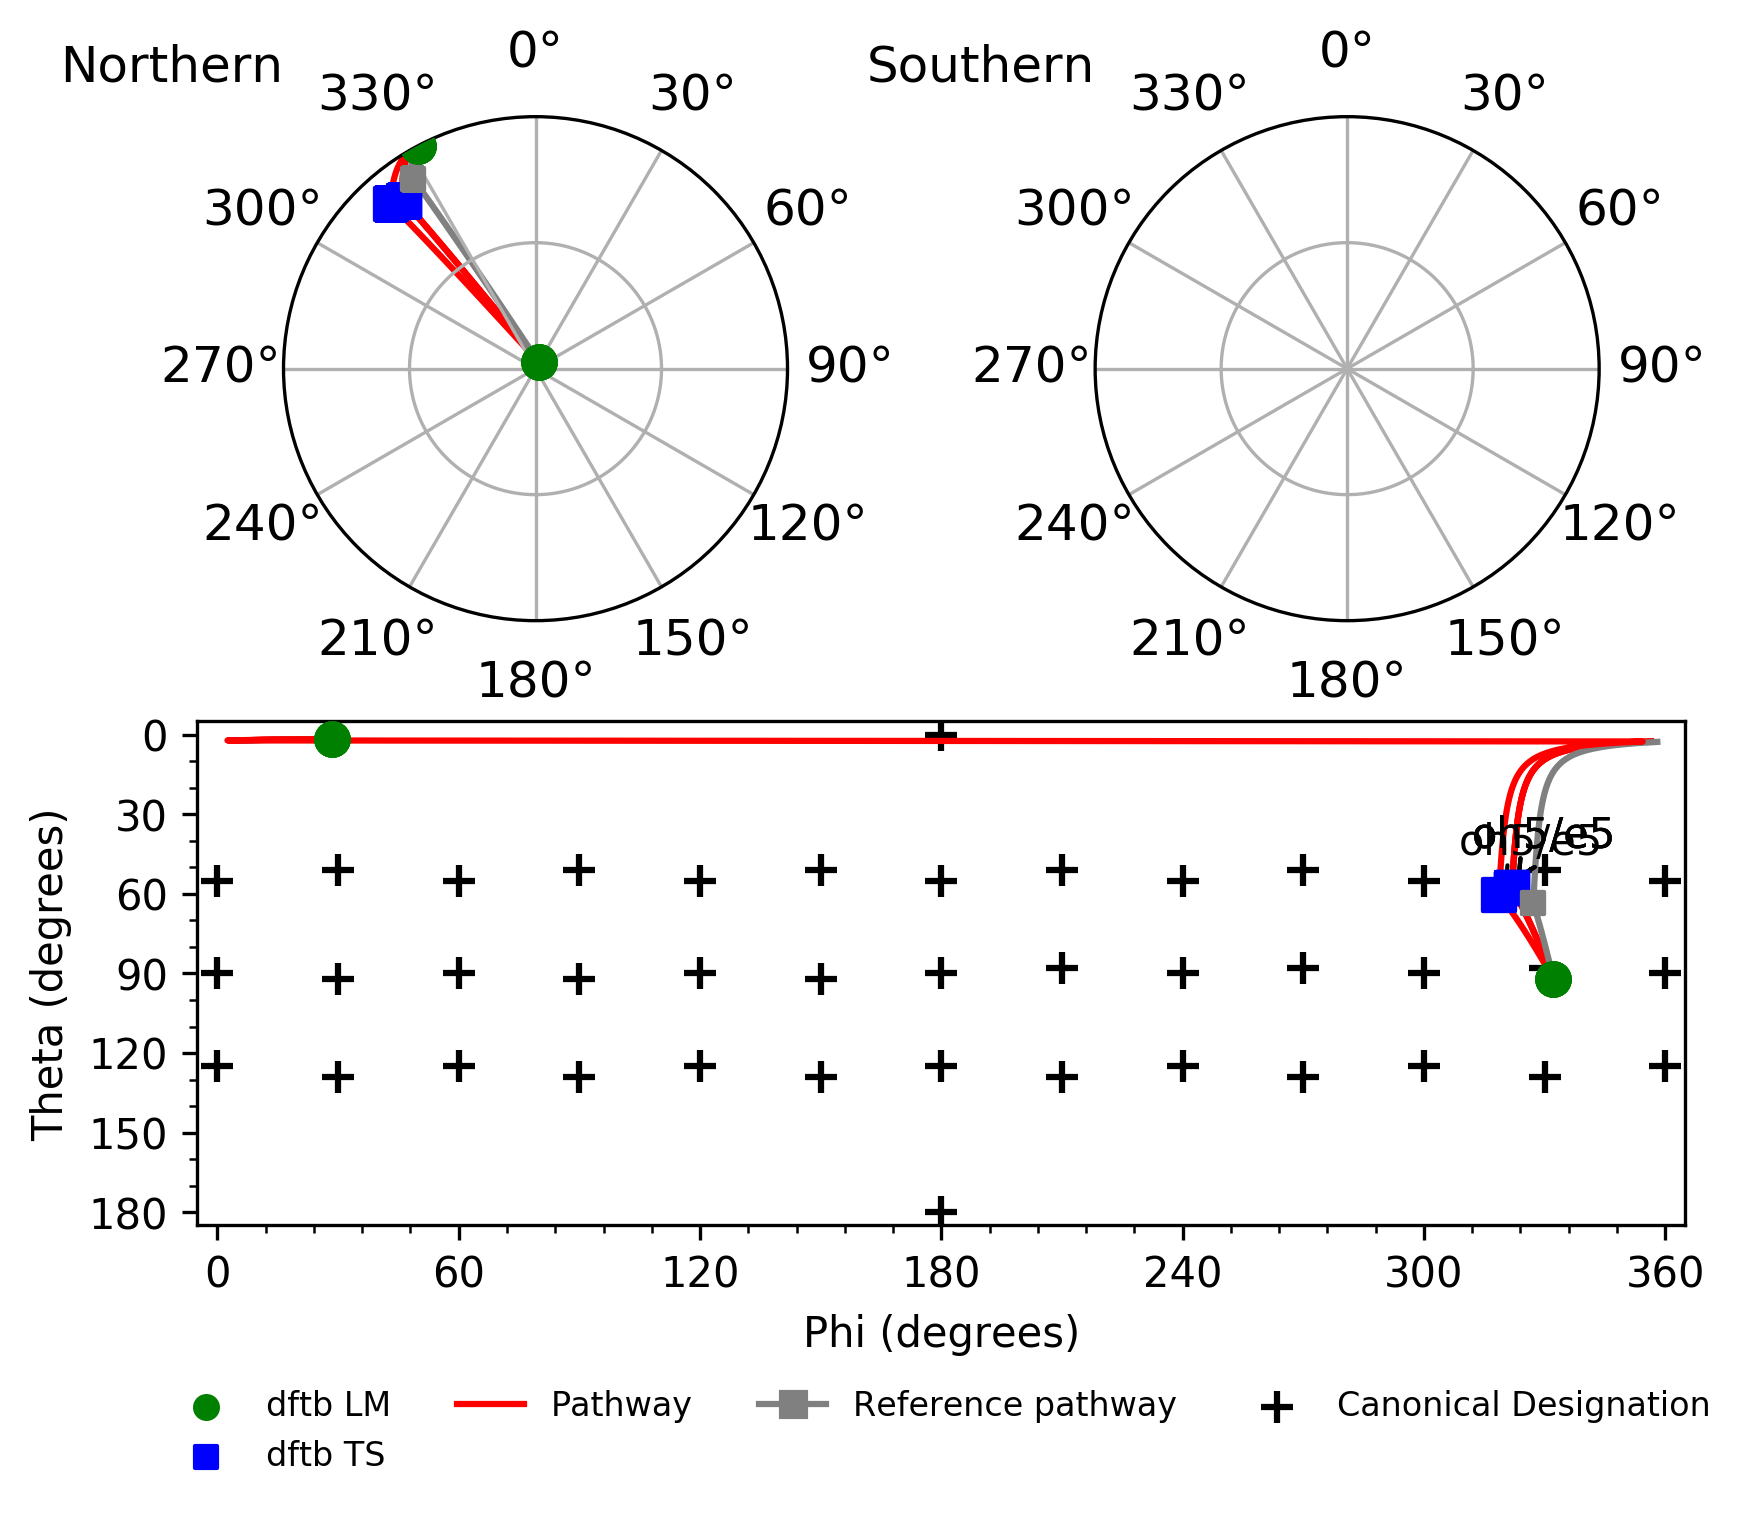 Northern
0°
330° 30°
300° 60°
270° 90°
240° 120°
210° 150°
180°
Southern
0°
330° 30°
300° 60°
270° 90°
240° 120°
210° 150°
180°
Theta (degrees)
0
30
60
90
120
150
180
0 60 120 180 240 300 360
Phi (degrees)
dftb LM
Pathway
Reference pathway
Canonical Designation
dftb TS